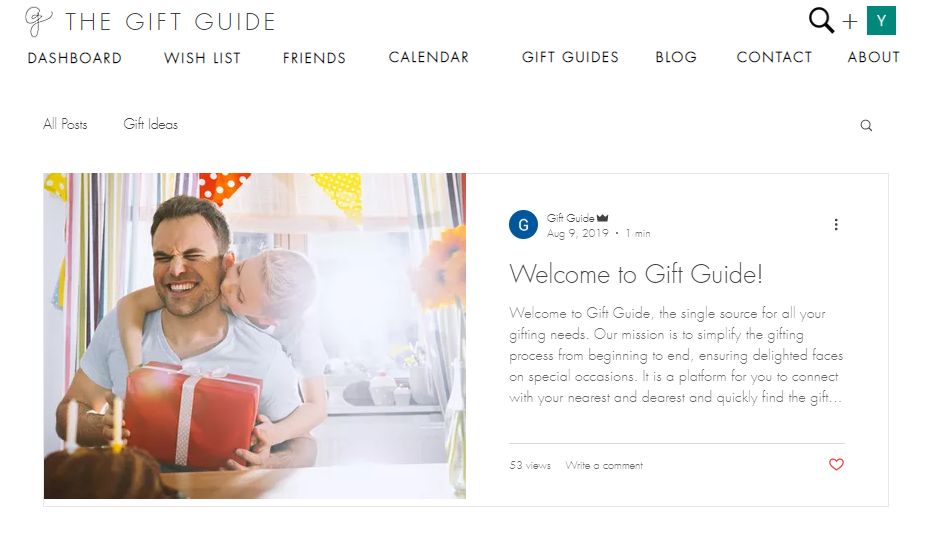 THE GIFT GUIDE
Y
DASHBOARD WISH LIST FRIENDS CALENDAR GIFT GUIDES BLOG CONTACT ABOUT
All Posts Gift Ideas
G
Gift Guide
Aug 9, 2019 · 1 min
Welcome to Gift Guide!
Welcome to Gift Guide, the single source for all your
gifting needs. Our mission is to simplify the gifting
process from beginning to end, ensuring delighted faces
on special occasions. It is a platform for you to connect
with your nearest and dearest and quickly find the gift...
53 views Write a comment